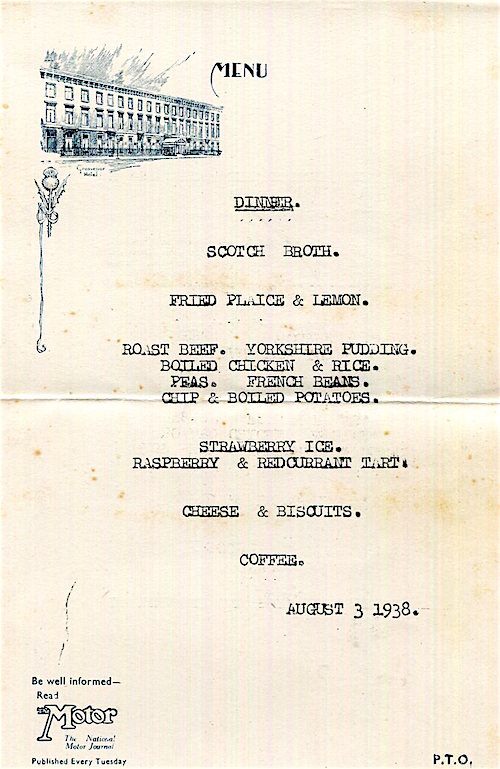 MENU
DINNER.
SCOTCH BROTH.
FRIED PLAICE & LEMON.
ROAST BEEF. YORKSHIRE PUDDING.
BOILED CHICKEN & RICE.
PEAS. FRENCH BEANS.
CHIP & BOILED POTATOES.
STRAWBERRY ICE.
RASPBERRY & REDCURRANT TART.
CHEESE & BISCUITS.
COFFEE.
AUGUST 3 1938.
Be well informed—
Read
The Motor
The National
Motor Journal
Published Every Tuesday
P.T.O.